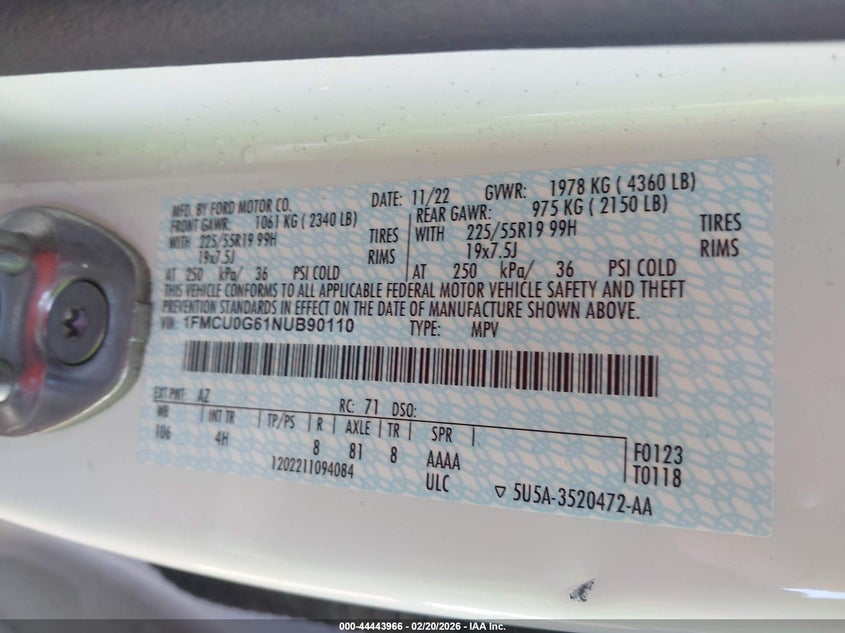 MFD. BY FORD MOTOR CO. DATE: 11/22 GVWR: 1978 KG ( 4360 LB)
FRONT GAWR: 1061 KG ( 2340 LB) REAR GAWR: 975 KG ( 2150 LB)
WITH 225/55R19 99H TIRES WITH 225/55R19 99H TIRES
19x7.5J RIMS 19x7.5J RIMS
AT 250 kPa/ 36 PSI COLD AT 250 kPa/ 36 PSI COLD
THIS VEHICLE CONFORMS TO ALL APPLICABLE FEDERAL MOTOR VEHICLE SAFETY AND THEFT
PREVENTION STANDARDS IN EFFECT ON THE DATE OF MANUFACTURE SHOWN ABOVE.
VIN: 1FMCU0G61NUB90110 TYPE: MPV
EXT PNT: AZ RC: 71 DSO:
WB INT TR TP/PS R AXLE TR SPR
106 4H 8 81 8 AAAA F0123
1202211094084 ULC T0118
▽ 5U5A-3520472-AA
000-44443966 - 02/20/2026 - IAA Inc.